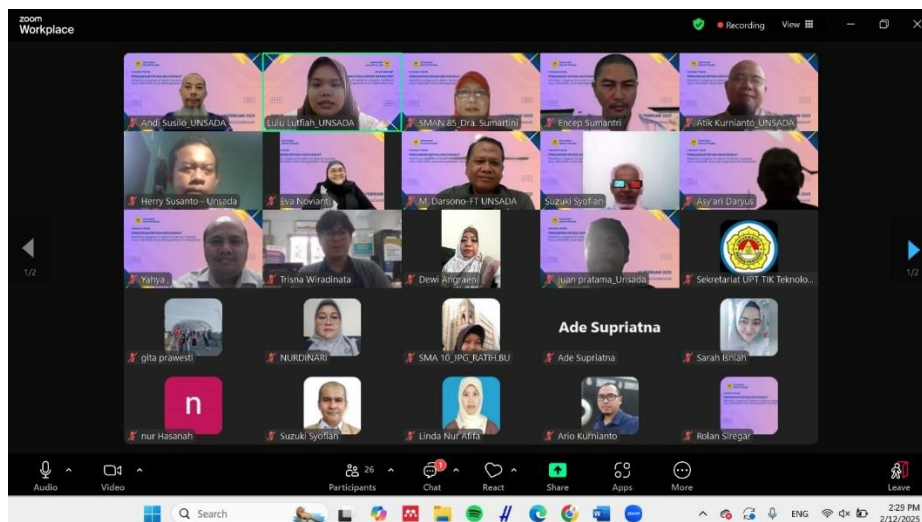 zoom
Workplace
Recording
View
Andi Susilo_UNSADA
Lulu Lutfiah_UNSADA
SMAN 85_Dra. Sumartini
Encep Sumantri
Atik Kurnianto_UNSADA
Herry Susanto - Unsada
Eva Novianti
M. Darsono-FT UNSADA
Suzuki Syofian
Asy'ari Daryus
Yahya
Trisna Wiradinata
Dewi Angraeni
juan pratama_Unsada
Sekretariat UPT TIK Teknolo...
1/2
1/2
gita prawesti
NURDINARI
SMA 10_JPG_RATIH.BU
Ade Supriatna
Ade Supriatna
Sarah Isniah
n
nur Hasanah
Suzuki Syofian
Linda Nur Afifa
Ario Kurnianto
Rolan Siregar
Audio
Video
26
Participants
1
Chat
React
Share
Apps
More
Leave
Search
ENG
2:29 PM
2/12/2025